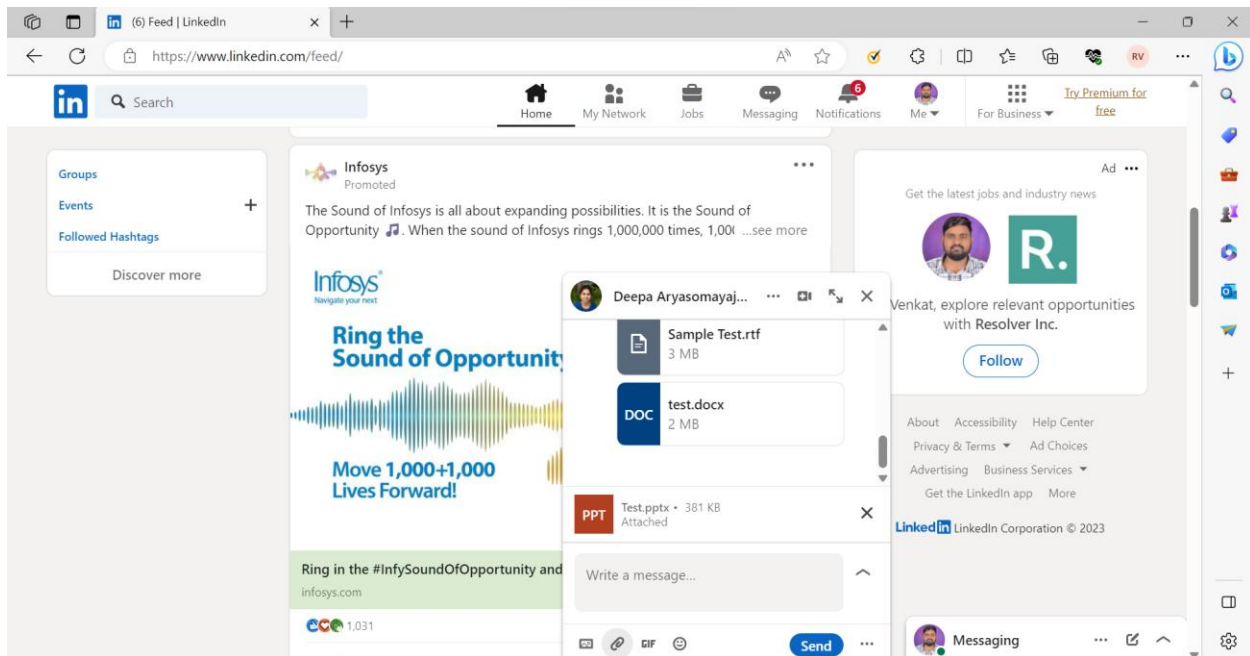 (6) Feed | LinkedIn
https://www.linkedin.com/feed/
A
RV
in
Search
Home
My Network
Jobs
Messaging
6
Notifications
Me
For Business
Try Premium for
free
Groups
Events
Followed Hashtags
Discover more
Infosys
Promoted
The Sound of Infosys is all about expanding possibilities. It is the Sound of
Opportunity 🎵. When the sound of Infosys rings 1,000,000 times, 1,00 ...see more
Infosys
Navigate your next
Ring the
Sound of Opportunity
Move 1,000+1,000
Lives Forward!
Ring in the #InfySoundOfOpportunity and
infosys.com
1,031
Deepa Aryasomayaj...
Sample Test.rtf
3 MB
DOC
test.docx
2 MB
PPT
Test.pptx • 381 KB
Attached
Write a message...
GIF
Send
Ad
Get the latest jobs and industry news
R.
Venkat, explore relevant opportunities
with Resolver Inc.
Follow
About Accessibility Help Center
Privacy & Terms Ad Choices
Advertising Business Services
Get the LinkedIn app More
LinkedIn LinkedIn Corporation © 2023
Messaging